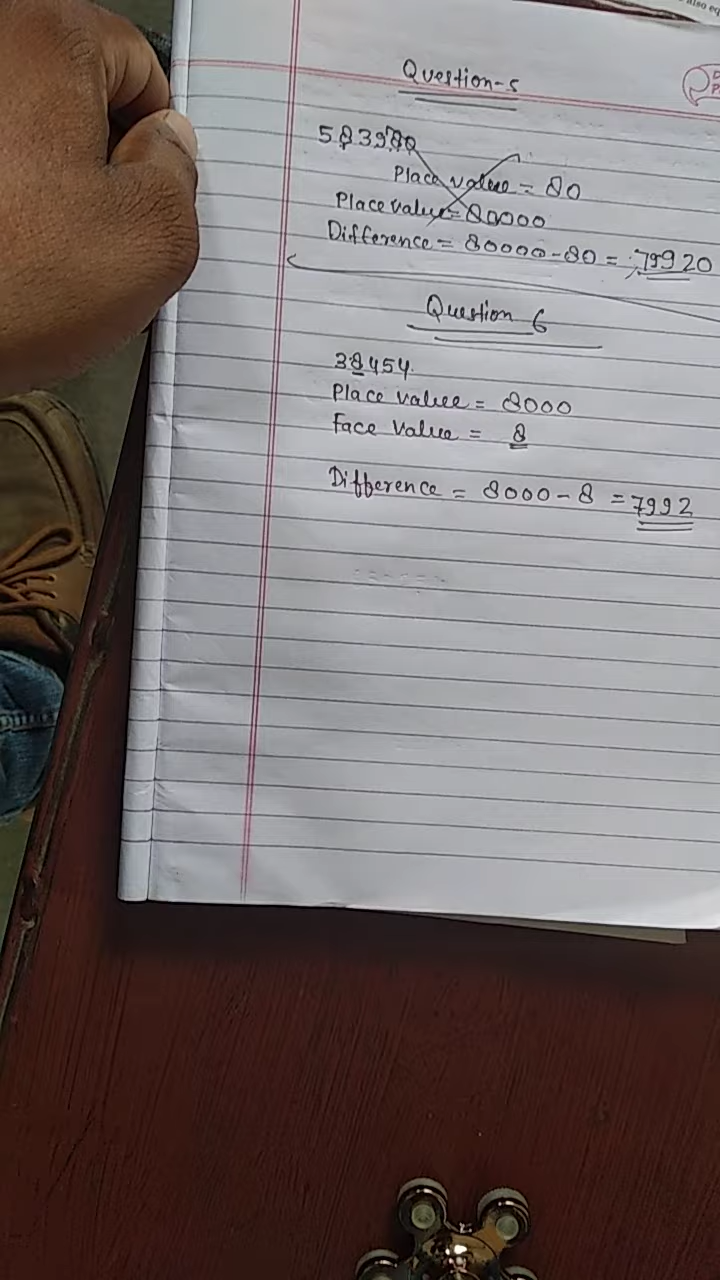 Question-5
583980
Place value = 80
Place value = 80000
Difference = 80000-80 = 79920
Question 6
38454.
Place value = 8000
Face value = 8
Difference = 8000-8 = 7992